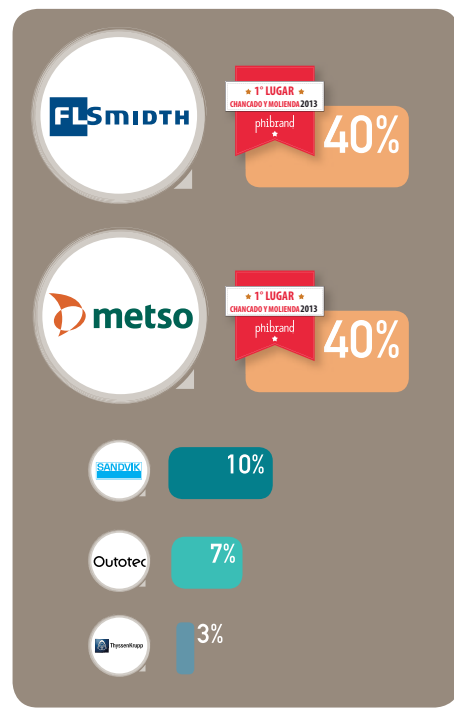 FLSMIDTH
1° LUGAR
CHANCADO Y MOLIENDA 2013
phibrand
40%
metso
1° LUGAR
CHANCADO Y MOLIENDA 2013
phibrand
40%
SANDVIK
10%
Outotec
7%
ThyssenKrupp
3%